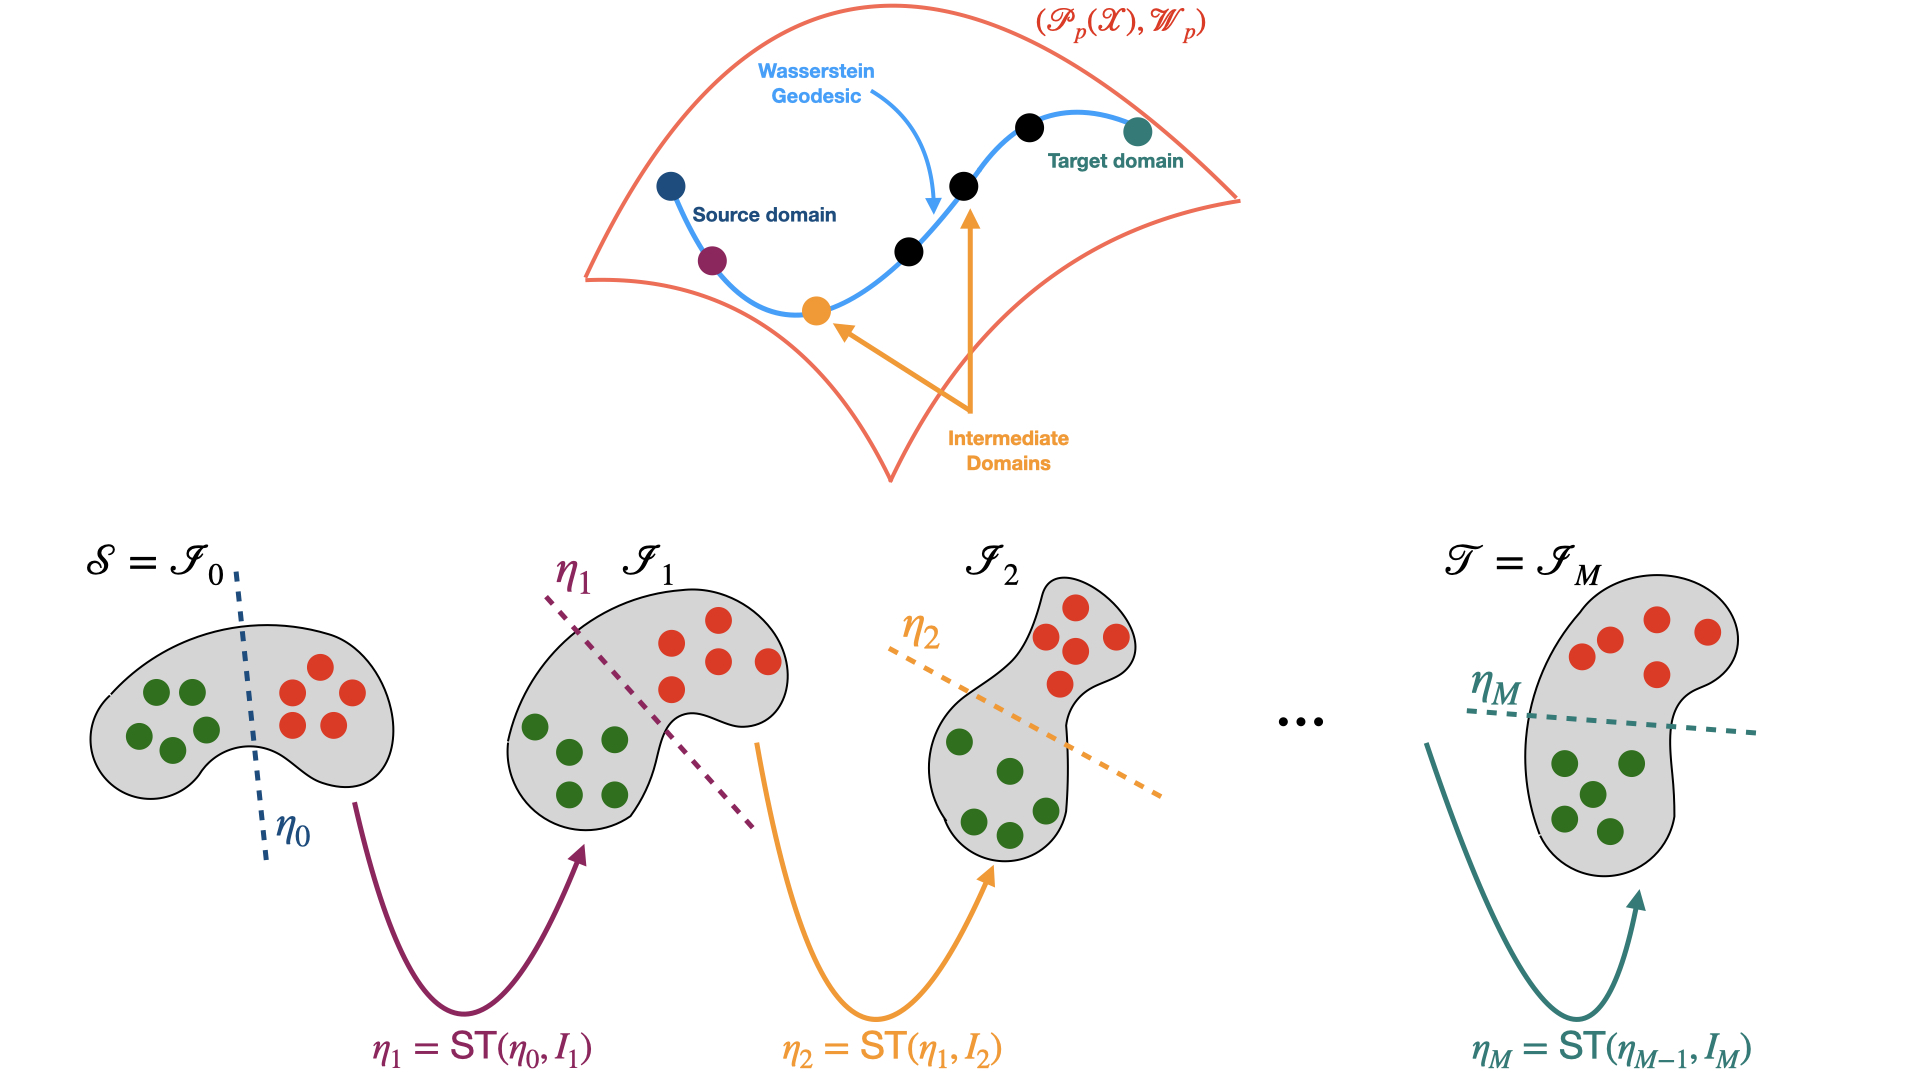 (𝒫p(𝒳), 𝒲p)
Wasserstein
Geodesic
Target domain
Source domain
Intermediate
Domains
𝒮 = ℐ0
η1
ℐ1
ℐ2
𝒯 = ℐM
η2
ηM
...
η0
η1 = ST(η0, I1)
η2 = ST(η1, I2)
ηM = ST(ηM−1, IM)